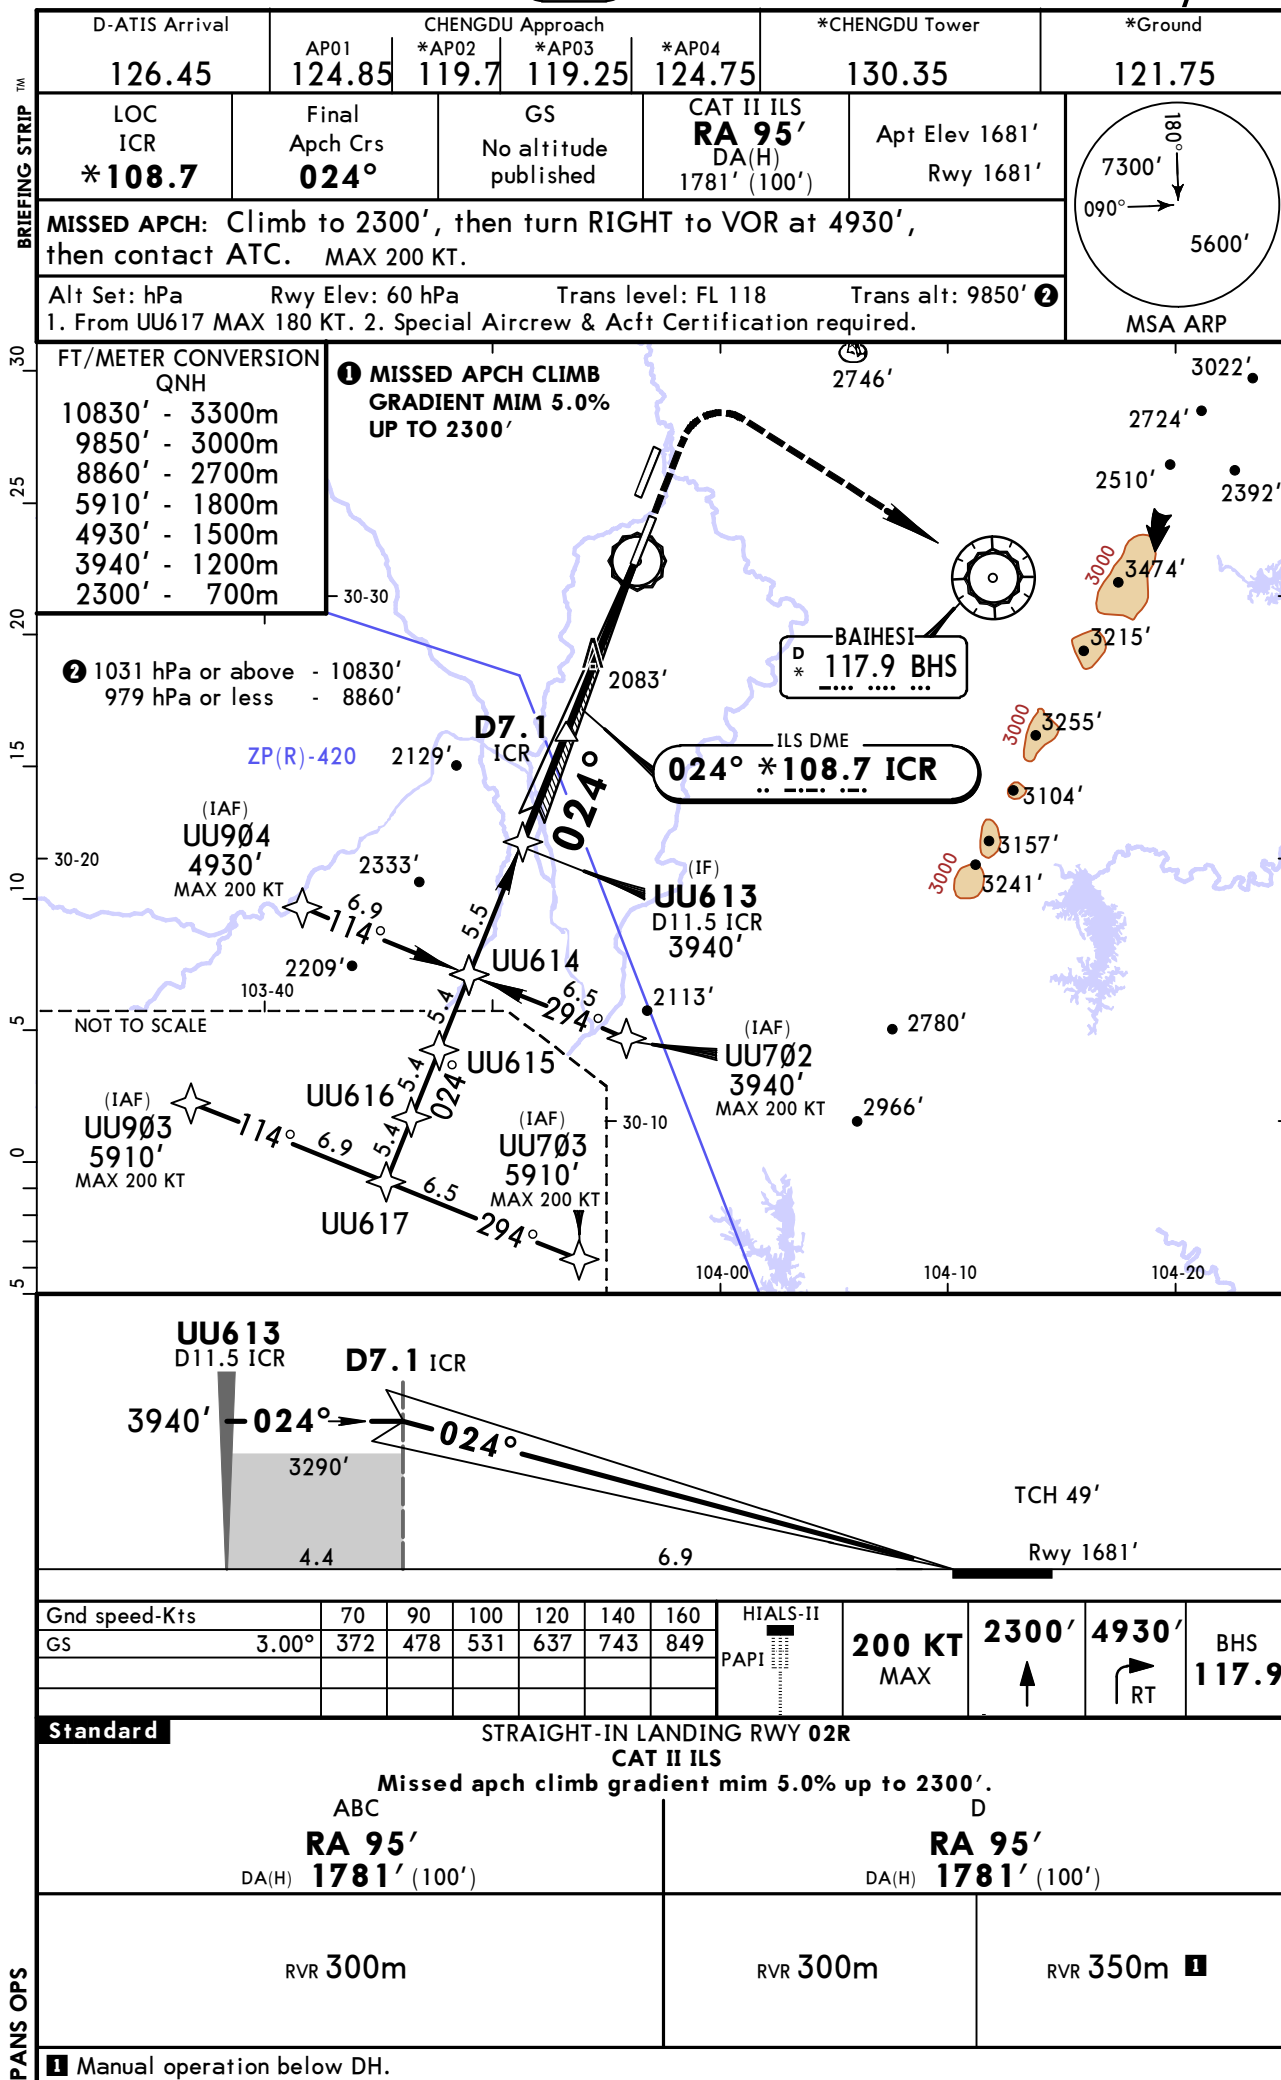 D-ATIS Arrival
126.45
CHENGDU Approach
AP01
124.85
*AP02
119.7
*AP03
119.25
*AP04
124.75
*CHENGDU Tower
130.35
*Ground
121.75
BRIEFING STRIP ™
LOC
ICR
*108.7
Final
Apch Crs
024°
GS
No altitude
published
CAT II ILS
RA 95'
DA(H)
1781' (100')
Apt Elev 1681'
Rwy 1681'
180°
7300'
090°
5600'
MSA ARP
MISSED APCH: Climb to 2300', then turn RIGHT to VOR at 4930',
then contact ATC. MAX 200 KT.
Alt Set: hPa Rwy Elev: 60 hPa Trans level: FL 118 Trans alt: 9850' 2
1. From UU617 MAX 180 KT. 2. Special Aircrew & Acft Certification required.
FT/METER CONVERSION
QNH
10830' - 3300m
9850' - 3000m
8860' - 2700m
5910' - 1800m
4930' - 1500m
3940' - 1200m
2300' - 700m
1 MISSED APCH CLIMB
GRADIENT MIM 5.0%
UP TO 2300'
2 1031 hPa or above - 10830'
979 hPa or less - 8860'
30
25
20
15
10
5
0
5
2746'
3022'
2724'
2510'
2392'
3000
3474'
3215'
3000
3255'
3104'
3157'
3000
3241'
30-30
BAIHESI
D
* 117.9 BHS
2083'
D7.1
ICR
ILS DME
024° *108.7 ICR
024°
ZP(R)-420
2129'
(IAF)
UU904
4930'
MAX 200 KT
30-20
2333'
6.9
114°
5.5
(IF)
UU613
D11.5 ICR
3940'
2209'
103-40
UU614
6.5
294°
2113'
NOT TO SCALE
5.4
UU615
(IAF)
UU702
3940'
MAX 200 KT
2780'
2966'
UU616
5.4
024°
(IAF)
UU903
5910'
MAX 200 KT
114°
6.9
5.4
(IAF)
UU703
5910'
MAX 200 KT
30-10
UU617
6.5
294°
104-00
104-10
104-20
UU613
D11.5 ICR
D7.1 ICR
3940'
024°
024°
3290'
4.4
6.9
TCH 49'
Rwy 1681'
Gnd speed-Kts 70 90 100 120 140 160
GS 3.00° 372 478 531 637 743 849
HIALS-II
PAPI
200 KT
MAX
2300'
4930'
RT
BHS
117.9
Standard
STRAIGHT-IN LANDING RWY 02R
CAT II ILS
Missed apch climb gradient mim 5.0% up to 2300'.
ABC
RA 95'
DA(H) 1781' (100')
D
RA 95'
DA(H) 1781' (100')
RVR 300m
RVR 300m
RVR 350m 1
PANS OPS
1 Manual operation below DH.